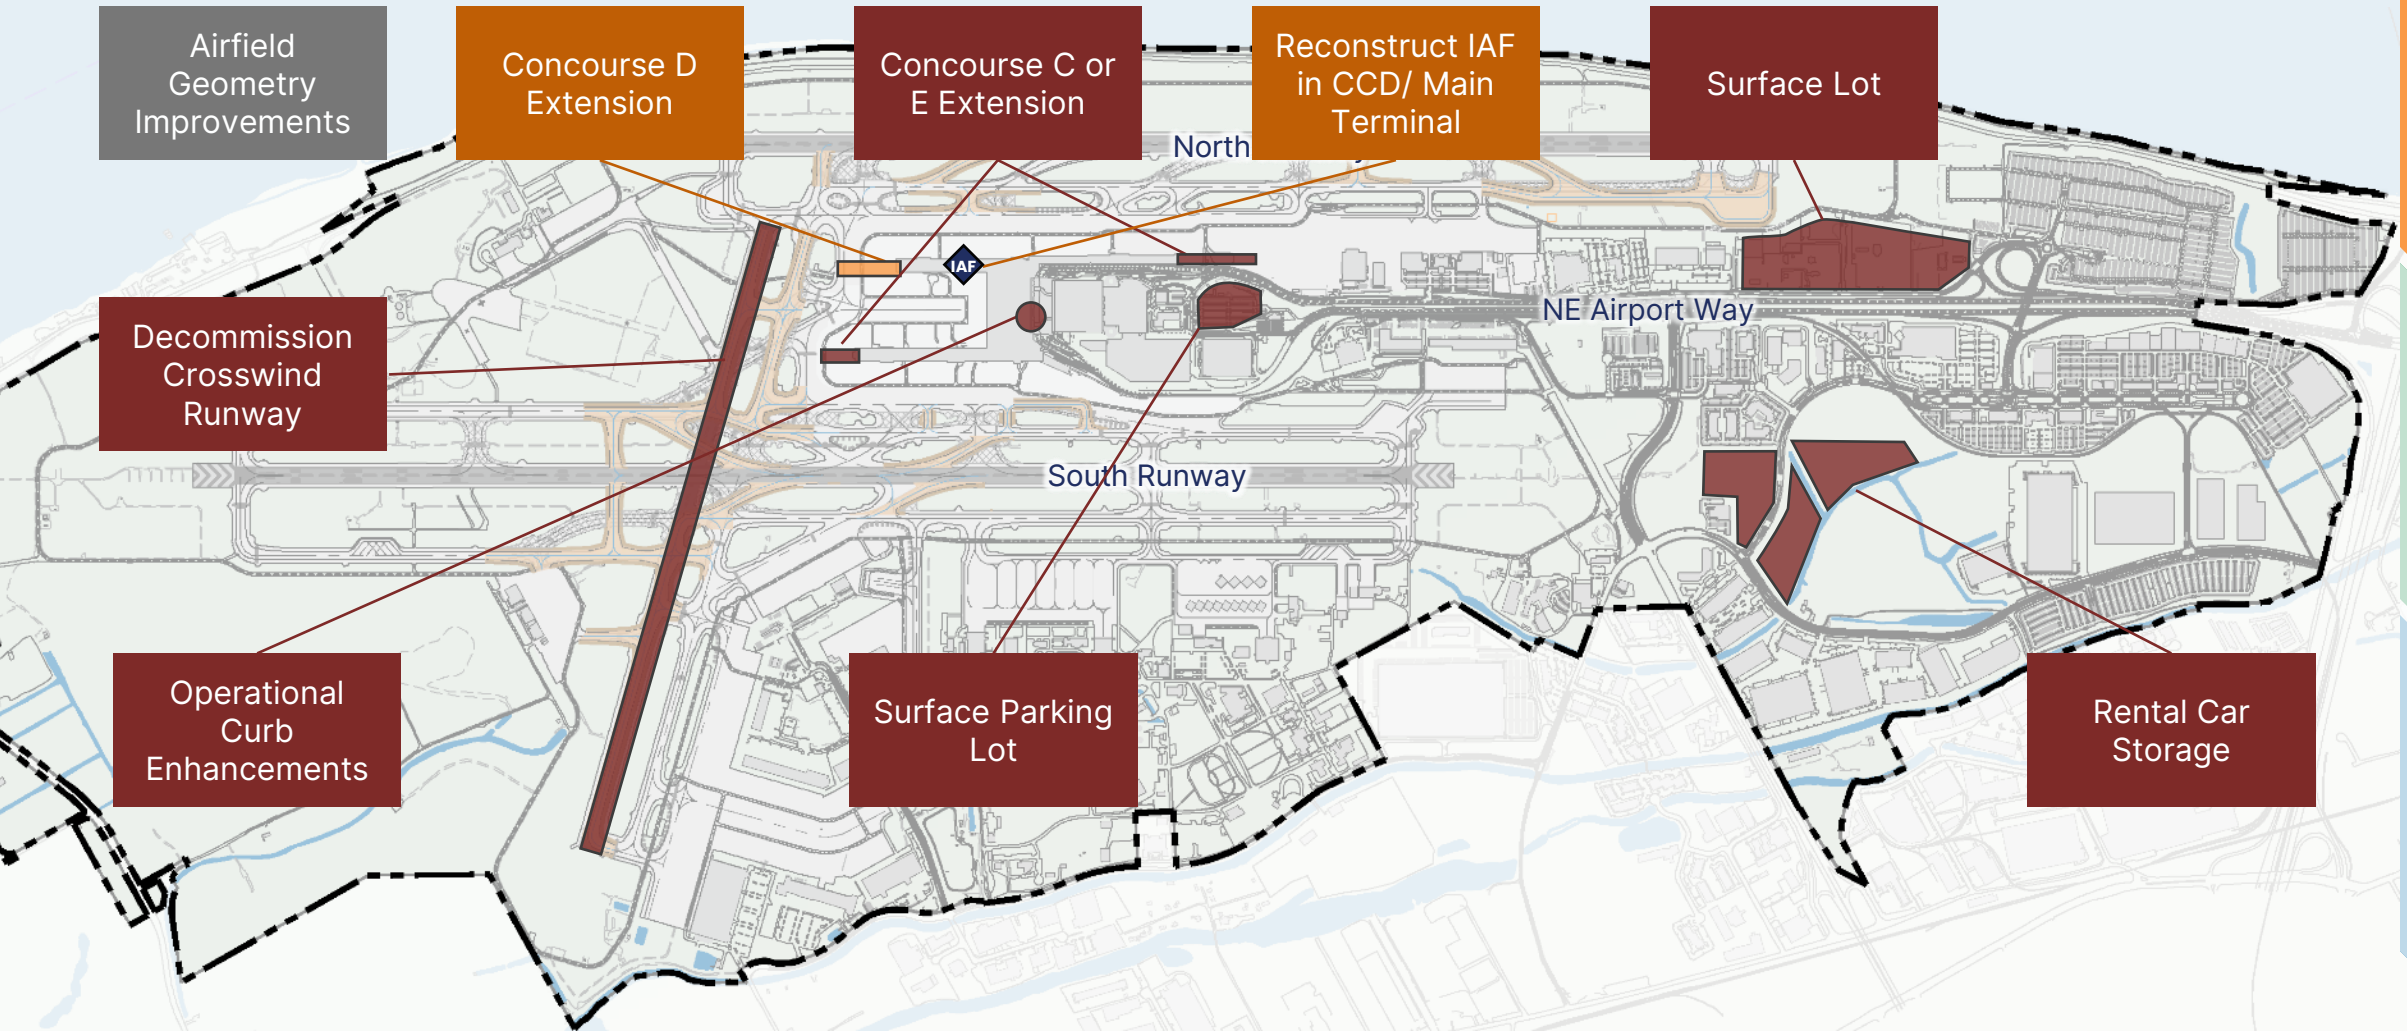 Airfield
Geometry
Improvements
Concourse D
Extension
Concourse C or
E Extension
Reconstruct IAF
in CCD/ Main
Terminal
Surface Lot
North
IAF
NE Airport Way
Decommission
Crosswind
Runway
South Runway
Operational
Curb
Enhancements
Surface Parking
Lot
Rental Car
Storage